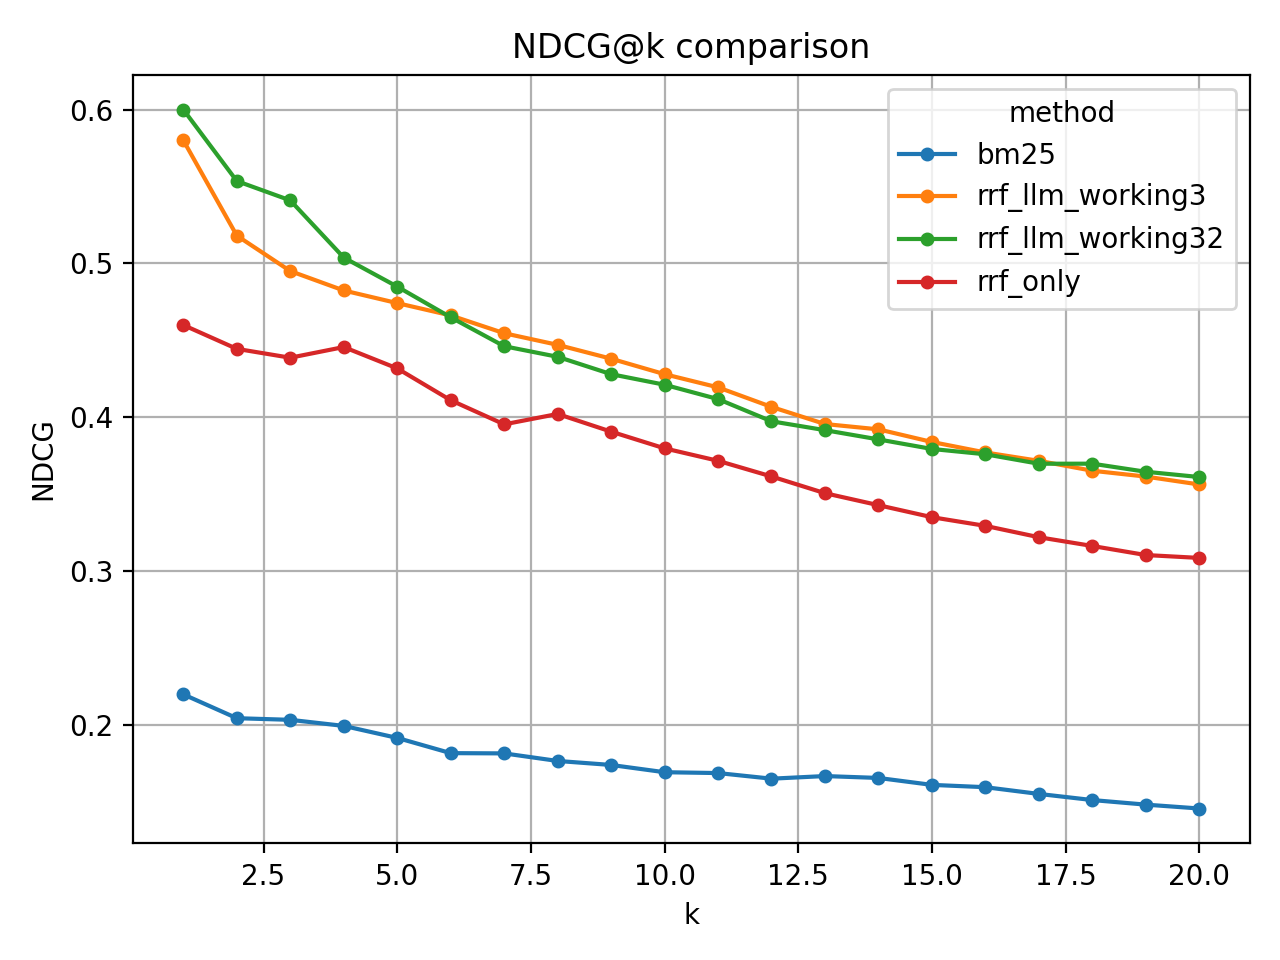 NDCG@k comparison
method
bm25
rrf_llm_working3
rrf_llm_working32
rrf_only
0.6
0.5
0.4
0.3
0.2
NDCG
2.5 5.0 7.5 10.0 12.5 15.0 17.5 20.0
k